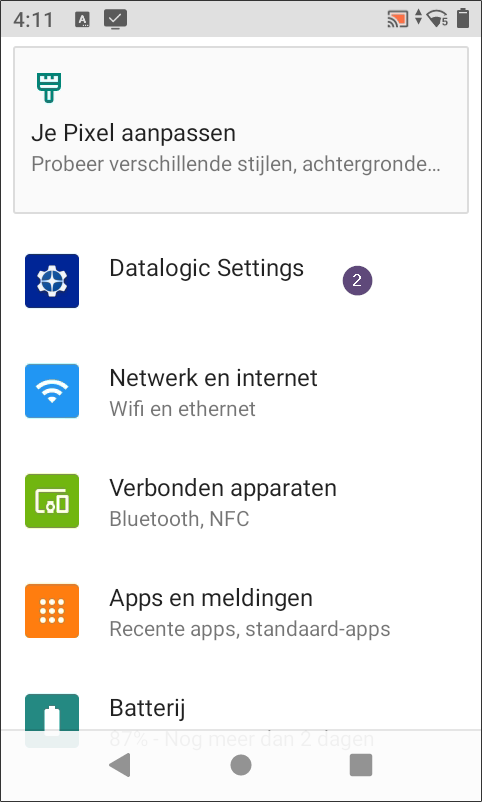 4:11
A
5
Je Pixel aanpassen
Probeer verschillende stijlen, achtergronde...
Datalogic Settings
2
Netwerk en internet
Wifi en ethernet
Verbonden apparaten
Bluetooth, NFC
Apps en meldingen
Recente apps, standaard-apps
Batterij
87% - Nog meer dan 2 dagen